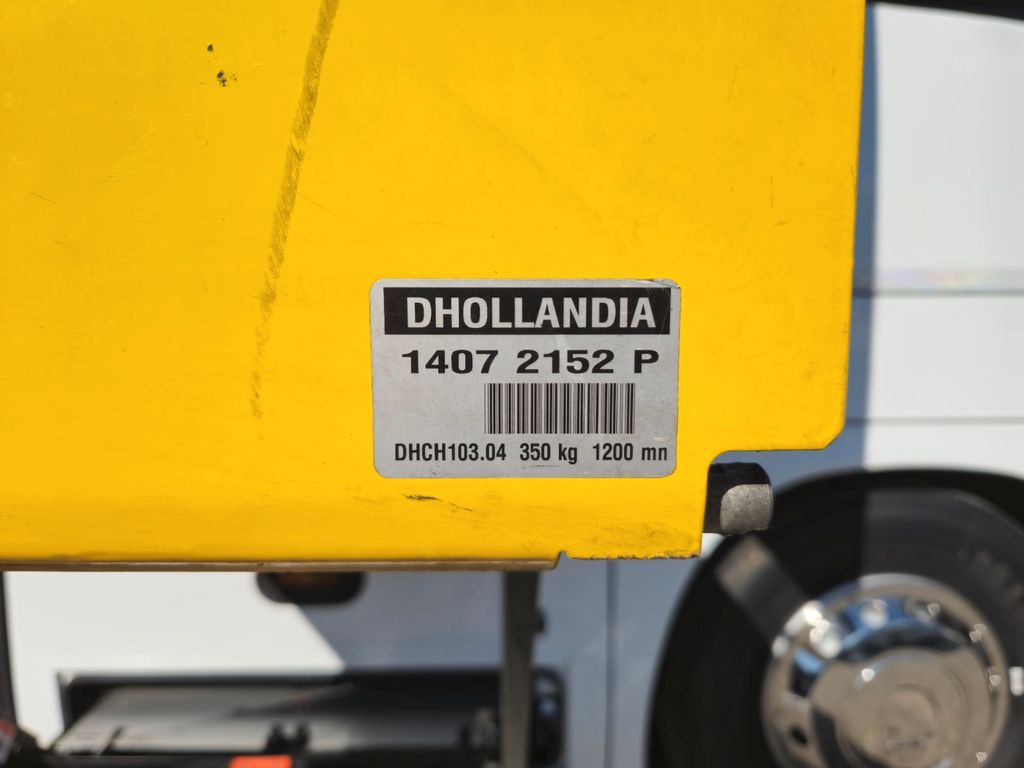 DHOLLANDIA
1407 2152 P
DHCH103.04 350 kg 1200 mn